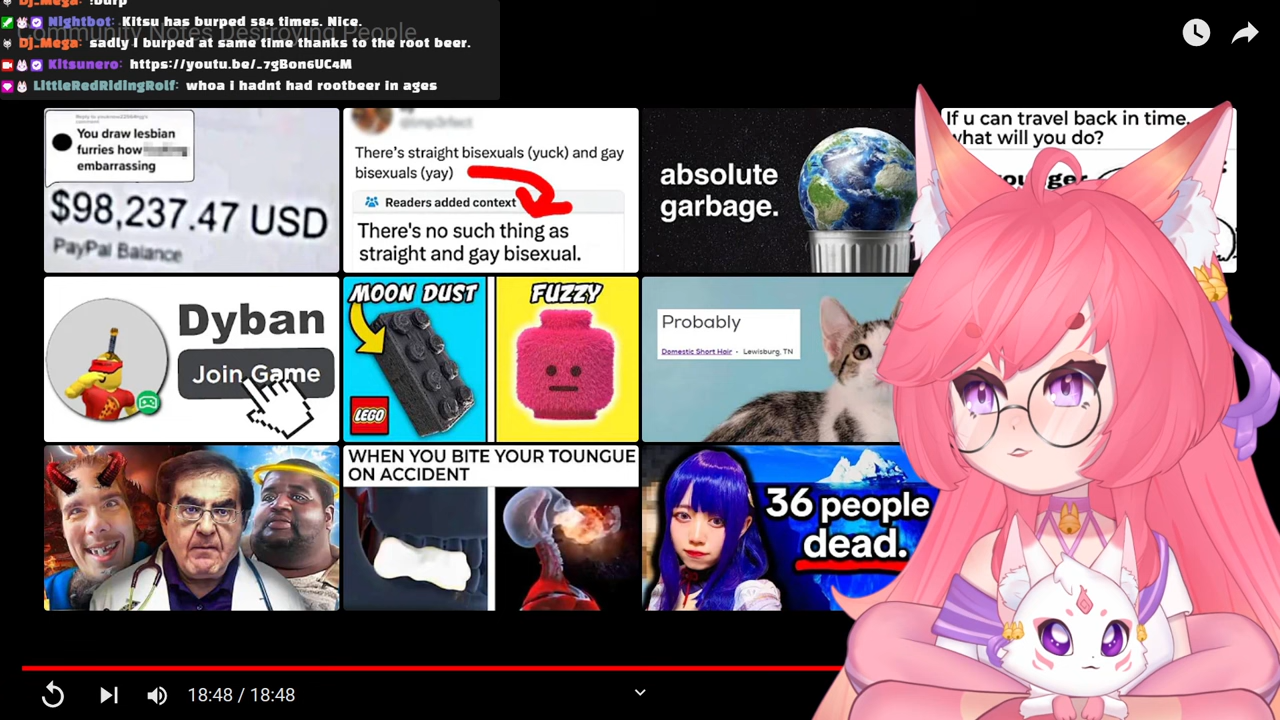 Dj_Mega: !burp
Nightbot: Kitsu has burped 584 times. Nice.
Community Notes Destroying People
Dj_Mega: sadly I burped at same time thanks to the root beer.
Kitsunero: https://youtu.be/_7gBon6UC4M
LittleRedRidingRolf: whoa I hadnt had rootbeer in ages
You draw lesbian
furries how
embarrassing
$98,237.47 USD
PayPal Balance
There's straight bisexuals (yuck) and gay
bisexuals (yay)
Readers added context
There's no such thing as
straight and gay bisexual.
absolute
garbage.
If u can travel back in time.
what will you do?
Dyban
Join Game
MOON DUST
FUZZY
LEGO
Probably
Domestic Short Hair • Lewisburg, TN
WHEN YOU BITE YOUR TOUNGUE
ON ACCIDENT
36 people
dead.
18:48 / 18:48